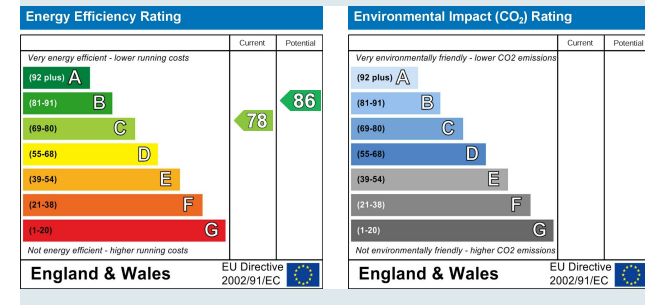 Energy Efficiency Rating
Current Potential
Very energy efficient - lower running costs
(92 plus) A
(81-91) B
(69-80) C
(55-68) D
(39-54) E
(21-38) F
(1-20) G
78
86
Not energy efficient - higher running costs
England & Wales
EU Directive
2002/91/EC
Environmental Impact (CO₂) Rating
Current Potential
Very environmentally friendly - lower CO2 emissions
(92 plus) A
(81-91) B
(69-80) C
(55-68) D
(39-54) E
(21-38) F
(1-20) G
Not environmentally friendly - higher CO2 emissions
England & Wales
EU Directive
2002/91/EC